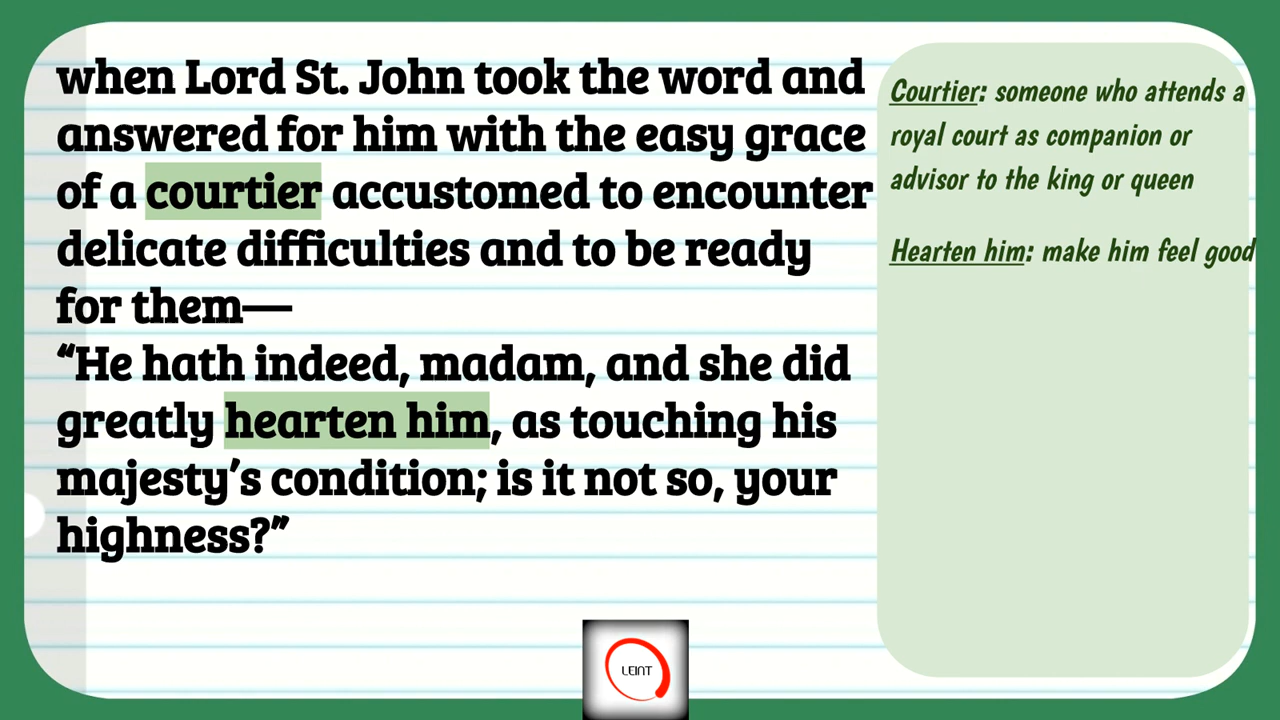 when Lord St. John took the word and
answered for him with the easy grace
of a courtier accustomed to encounter
delicate difficulties and to be ready
for them—
“He hath indeed, madam, and she did
greatly hearten him, as touching his
majesty’s condition; is it not so, your
highness?”
Courtier: someone who attends a
royal court as companion or
advisor to the king or queen
Hearten him: make him feel good
LEINT